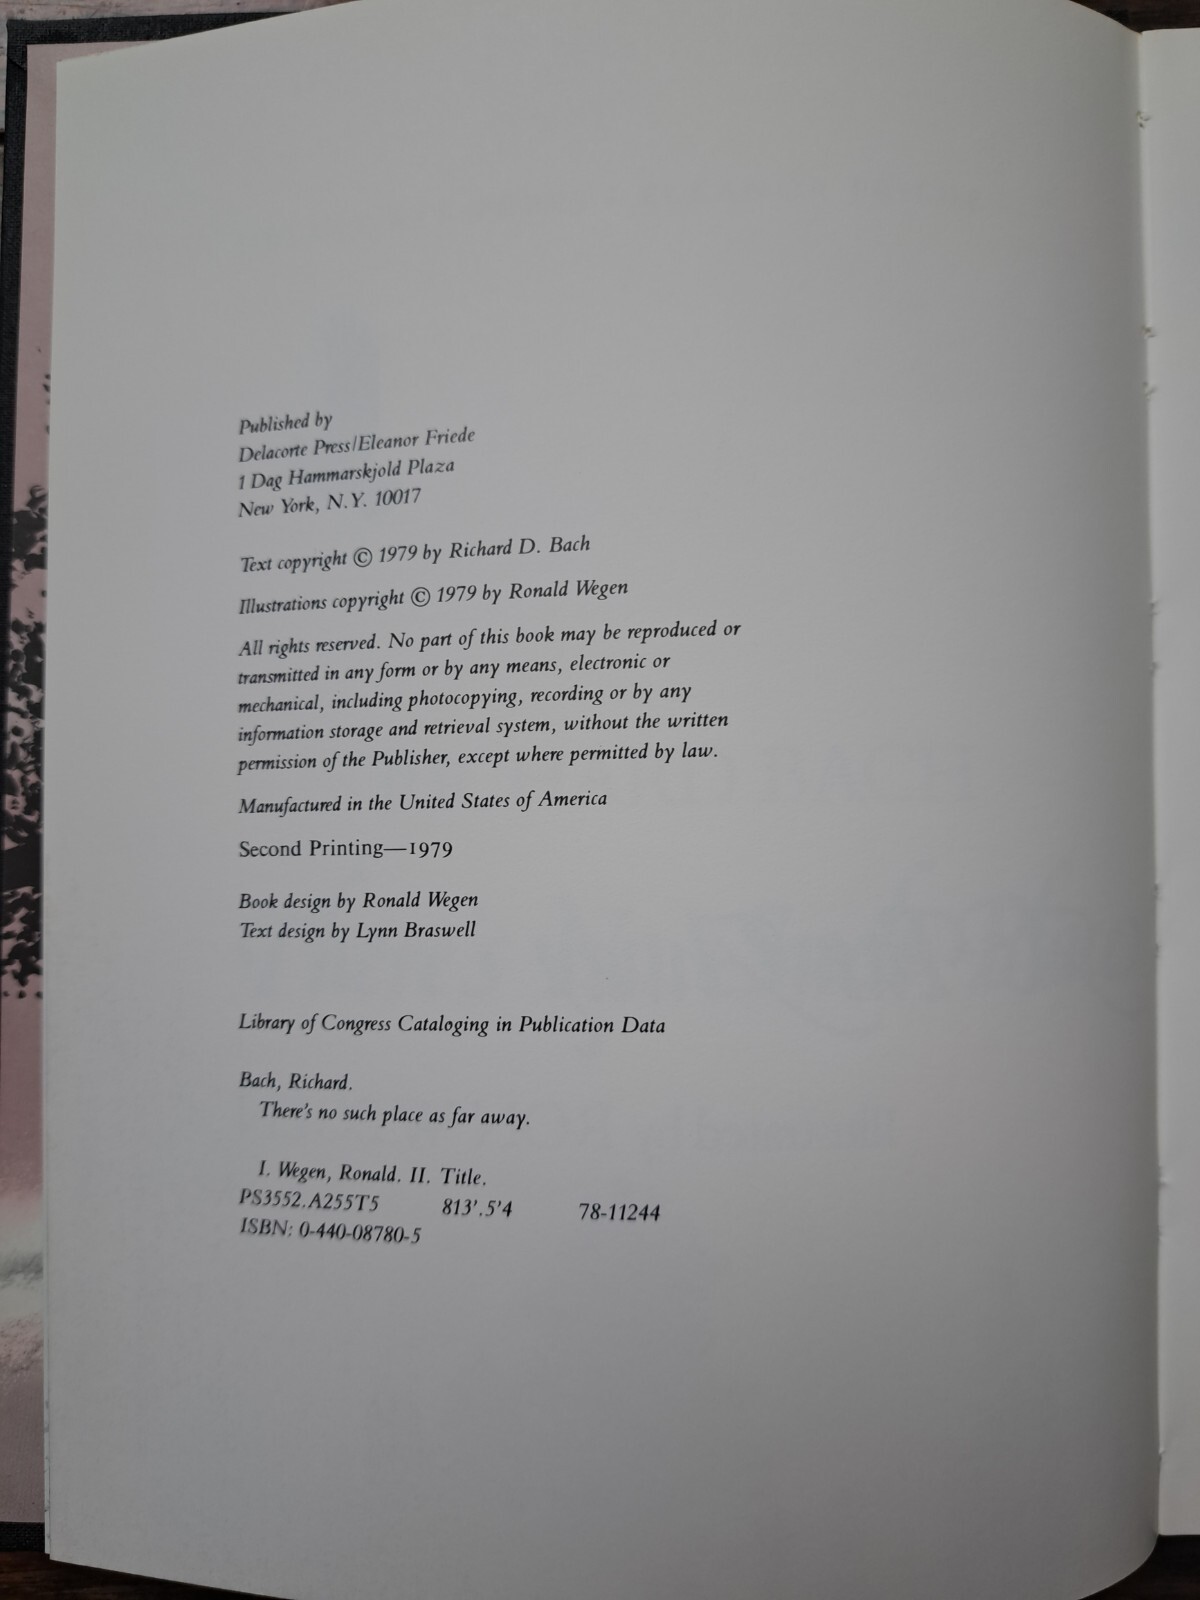 Published by
Delacorte Press/Eleanor Friede
1 Dag Hammarskjold Plaza
New York, N.Y. 10017
Text copyright © 1979 by Richard D. Bach
Illustrations copyright © 1979 by Ronald Wegen
All rights reserved. No part of this book may be reproduced or
transmitted in any form or by any means, electronic or
mechanical, including photocopying, recording or by any
information storage and retrieval system, without the written
permission of the Publisher, except where permitted by law.
Manufactured in the United States of America
Second Printing—1979
Book design by Ronald Wegen
Text design by Lynn Braswell
Library of Congress Cataloging in Publication Data
Bach, Richard.
There's no such place as far away.
I. Wegen, Ronald. II. Title.
PS3552.A255T5 813'.5'4 78-11244
ISBN: 0-440-08780-5